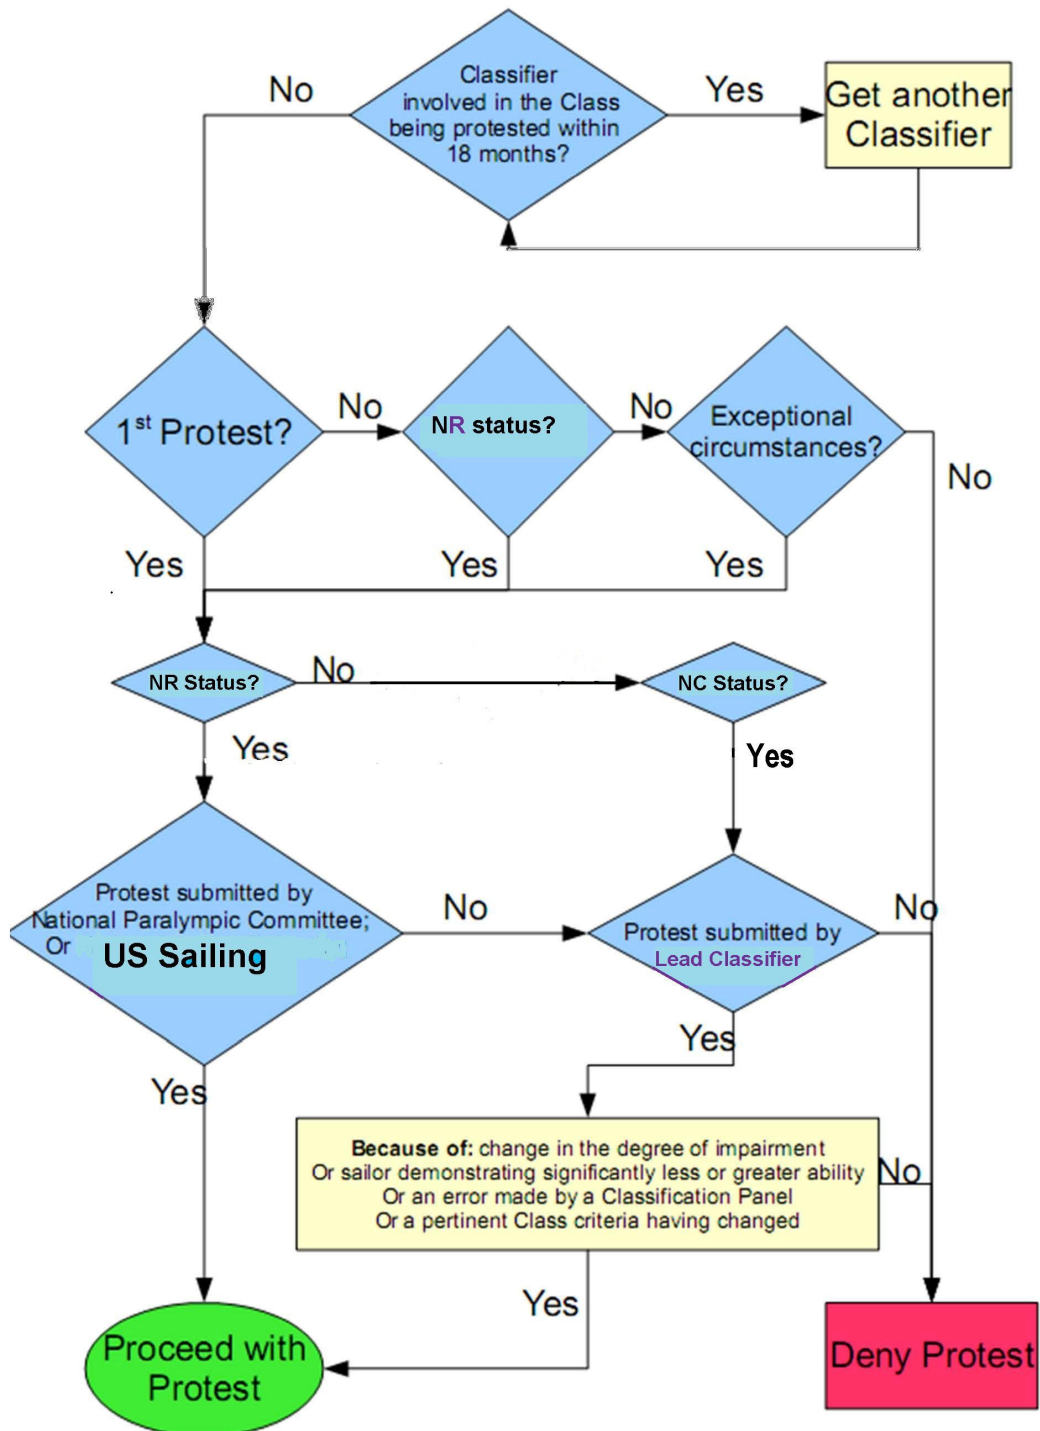 Classifier
involved in the Class
being protested within
18 months?
No
Yes
Get another
Classifier
1st Protest?
No
NR status?
No
Exceptional
circumstances?
No
Yes
Yes
Yes
NR Status?
No
NC Status?
Yes
Yes
Protest submitted by
National Paralympic Committee;
Or
US Sailing
No
Protest submitted by
Lead Classifier
No
Yes
Yes
Because of: change in the degree of impairment
Or sailor demonstrating significantly less or greater ability
Or an error made by a Classification Panel
Or a pertinent Class criteria having changed
No
Yes
Proceed with
Protest
Deny Protest